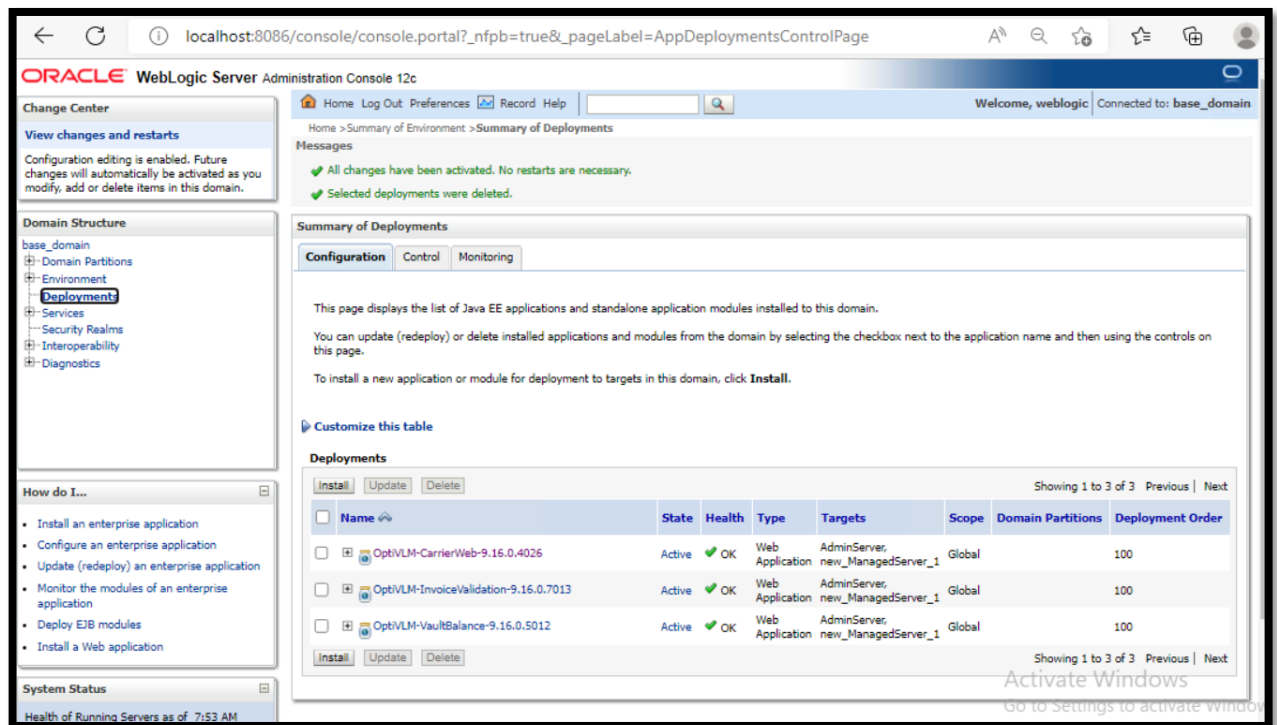 localhost:8086/console/console.portal?_nfpb=true&_pageLabel=AppDeploymentsControlPage
ORACLE WebLogic Server Administration Console 12c
Change Center
View changes and restarts
Configuration editing is enabled. Future
changes will automatically be activated as you
modify, add or delete items in this domain.
Domain Structure
base_domain
Domain Partitions
Environment
Deployments
Services
Security Realms
Interoperability
Diagnostics
How do I...
Install an enterprise application
Configure an enterprise application
Update (redeploy) an enterprise application
Monitor the modules of an enterprise
application
Deploy EJB modules
Install a Web application
System Status
Health of Running Servers as of 7:53 AM
Home Log Out Preferences Record Help
Welcome, weblogic Connected to: base_domain
Home >Summary of Environment >Summary of Deployments
Messages
All changes have been activated. No restarts are necessary.
Selected deployments were deleted.
Summary of Deployments
Configuration Control Monitoring
This page displays the list of Java EE applications and standalone application modules installed to this domain.
You can update (redeploy) or delete installed applications and modules from the domain by selecting the checkbox next to the application name and then using the controls on
this page.
To install a new application or module for deployment to targets in this domain, click Install.
Customize this table
Deployments
Install Update Delete Showing 1 to 3 of 3 Previous | Next
Name State Health Type Targets Scope Domain Partitions Deployment Order
OptiVLM-CarrierWeb-9.16.0.4026 Active OK Web Application AdminServer, new_ManagedServer_1 Global 100
OptiVLM-InvoiceValidation-9.16.0.7013 Active OK Web Application AdminServer, new_ManagedServer_1 Global 100
OptiVLM-VaultBalance-9.16.0.5012 Active OK Web Application AdminServer, new_ManagedServer_1 Global 100
Install Update Delete Showing 1 to 3 of 3 Previous | Next
Activate Windows
Go to Settings to activate Window